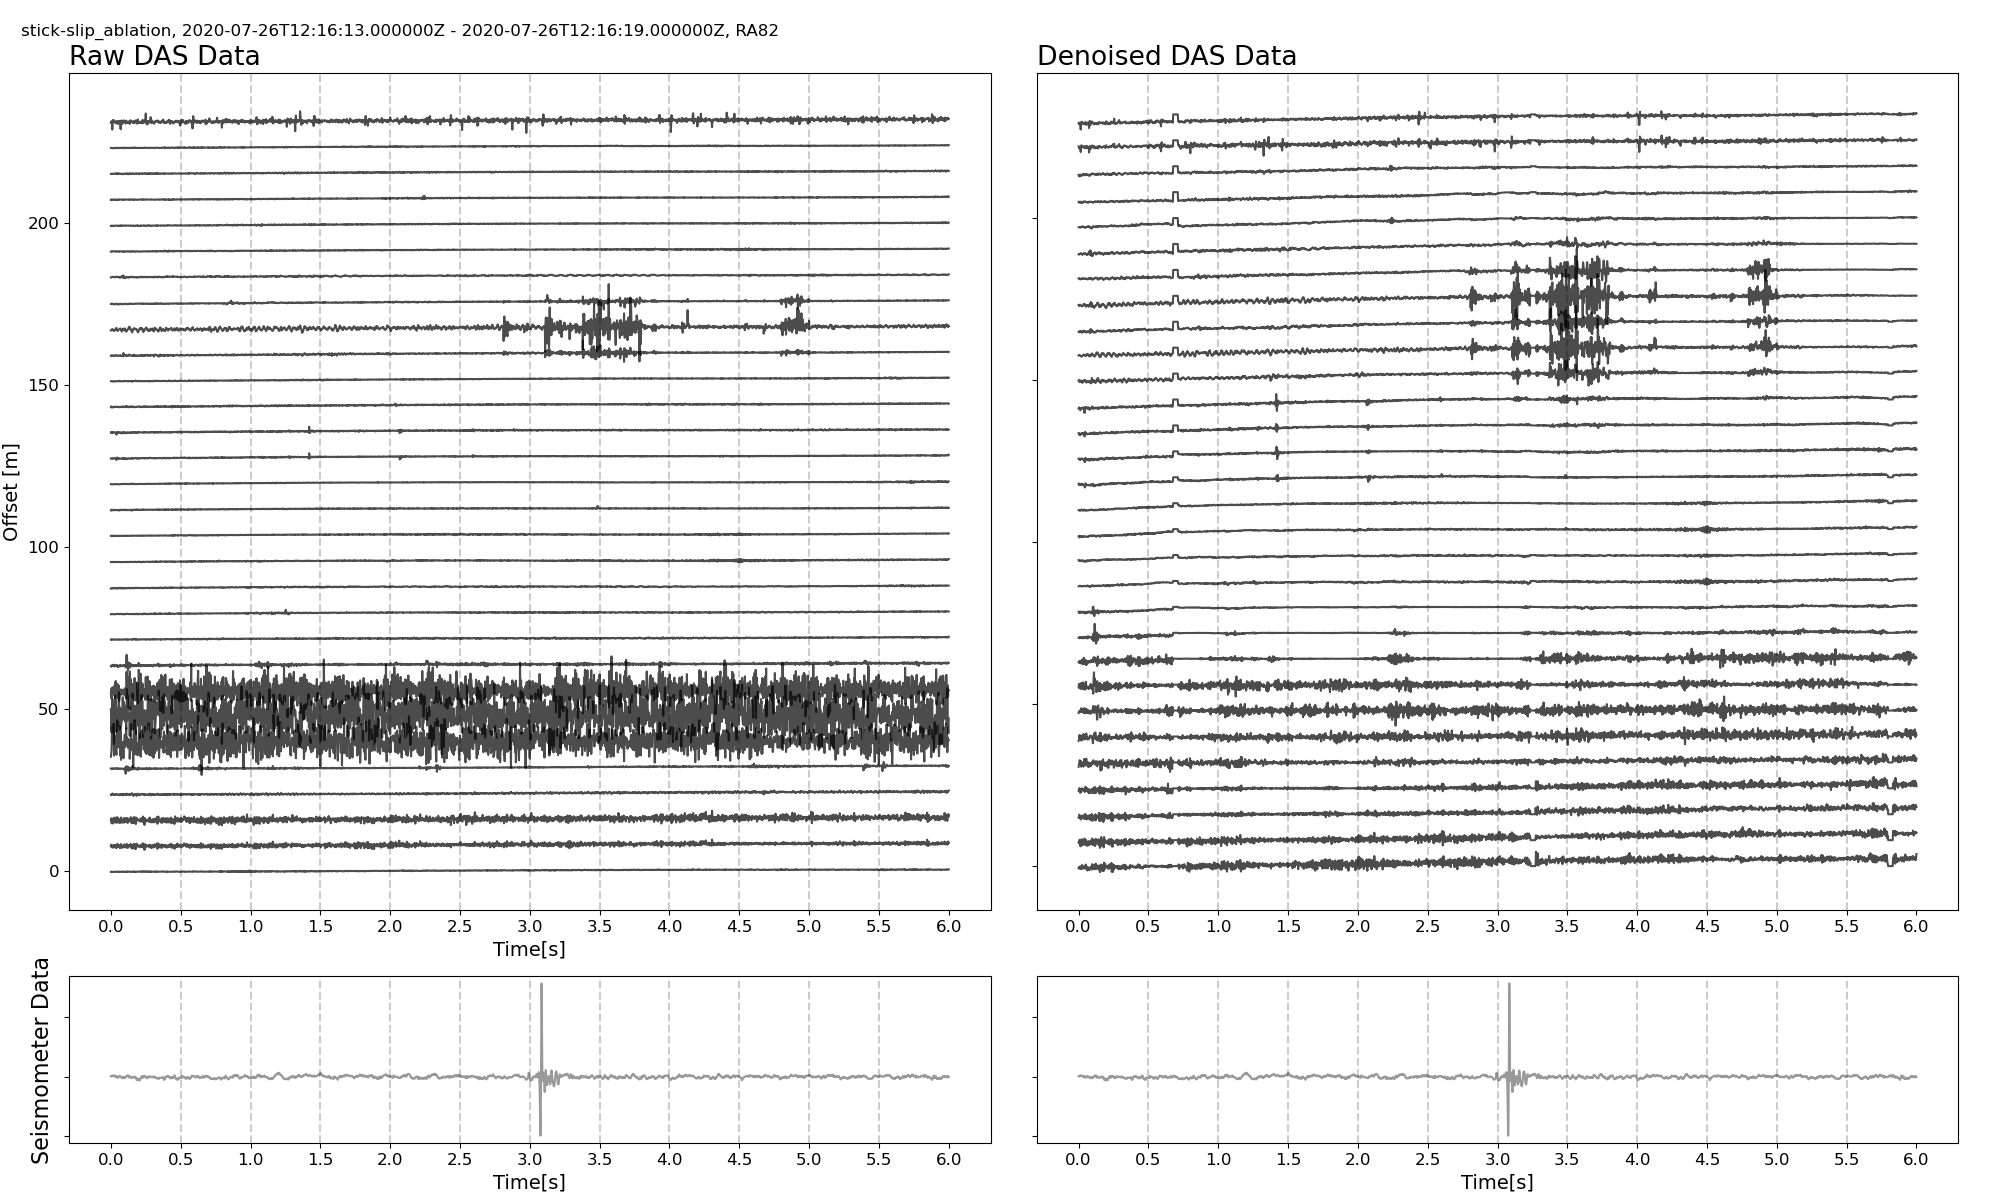 stick-slip_ablation, 2020-07-26T12:16:13.000000Z - 2020-07-26T12:16:19.000000Z, RA82
Raw DAS Data
Denoised DAS Data
Offset [m]
200
150
100
50
0
0.0 0.5 1.0 1.5 2.0 2.5 3.0 3.5 4.0 4.5 5.0 5.5 6.0
Time[s]
0.0 0.5 1.0 1.5 2.0 2.5 3.0 3.5 4.0 4.5 5.0 5.5 6.0
Seismometer Data
0.0 0.5 1.0 1.5 2.0 2.5 3.0 3.5 4.0 4.5 5.0 5.5 6.0
Time[s]
0.0 0.5 1.0 1.5 2.0 2.5 3.0 3.5 4.0 4.5 5.0 5.5 6.0
Time[s]